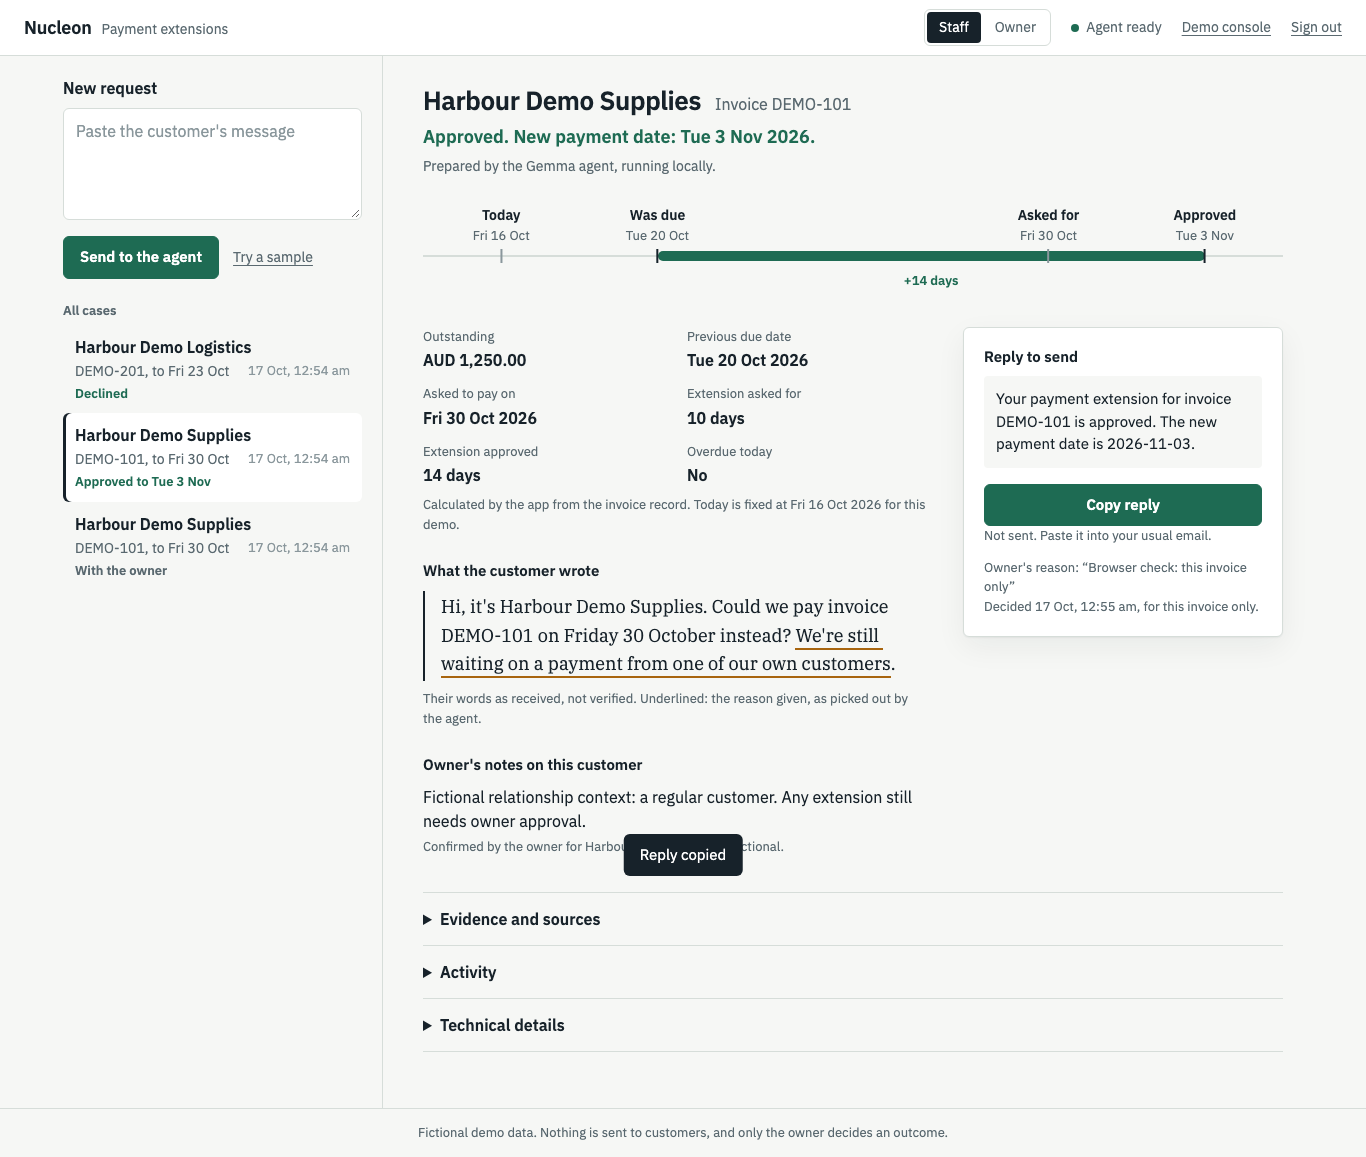 Nucleon Payment extensions
Staff Owner Agent ready Demo console Sign out
New request
Paste the customer's message
Send to the agent Try a sample
All cases
Harbour Demo Logistics
DEMO-201, to Fri 23 Oct 17 Oct, 12:54 am
Declined
Harbour Demo Supplies
DEMO-101, to Fri 30 Oct 17 Oct, 12:54 am
Approved to Tue 3 Nov
Harbour Demo Supplies
DEMO-101, to Fri 30 Oct 17 Oct, 12:54 am
With the owner
Harbour Demo Supplies Invoice DEMO-101
Approved. New payment date: Tue 3 Nov 2026.
Prepared by the Gemma agent, running locally.
Today Was due Asked for Approved
Fri 16 Oct Tue 20 Oct Fri 30 Oct Tue 3 Nov
+14 days
Outstanding Previous due date
AUD 1,250.00 Tue 20 Oct 2026
Asked to pay on Extension asked for
Fri 30 Oct 2026 10 days
Extension approved Overdue today
14 days No
Calculated by the app from the invoice record. Today is fixed at Fri 16 Oct 2026 for this
demo.
What the customer wrote
Hi, it's Harbour Demo Supplies. Could we pay invoice
DEMO-101 on Friday 30 October instead? We're still
waiting on a payment from one of our own customers.
Their words as received, not verified. Underlined: the reason given, as picked out by
the agent.
Owner's notes on this customer
Fictional relationship context: a regular customer. Any extension still
needs owner approval.
Confirmed by the owner for
Reply copied
Reply to send
Your payment extension for invoice
DEMO-101 is approved. The new
payment date is 2026-11-03.
Copy reply
Not sent. Paste it into your usual email.
Owner's reason: “Browser check: this invoice
only”
Decided 17 Oct, 12:55 am, for this invoice only.
Evidence and sources
Activity
Technical details
Fictional demo data. Nothing is sent to customers, and only the owner decides an outcome.